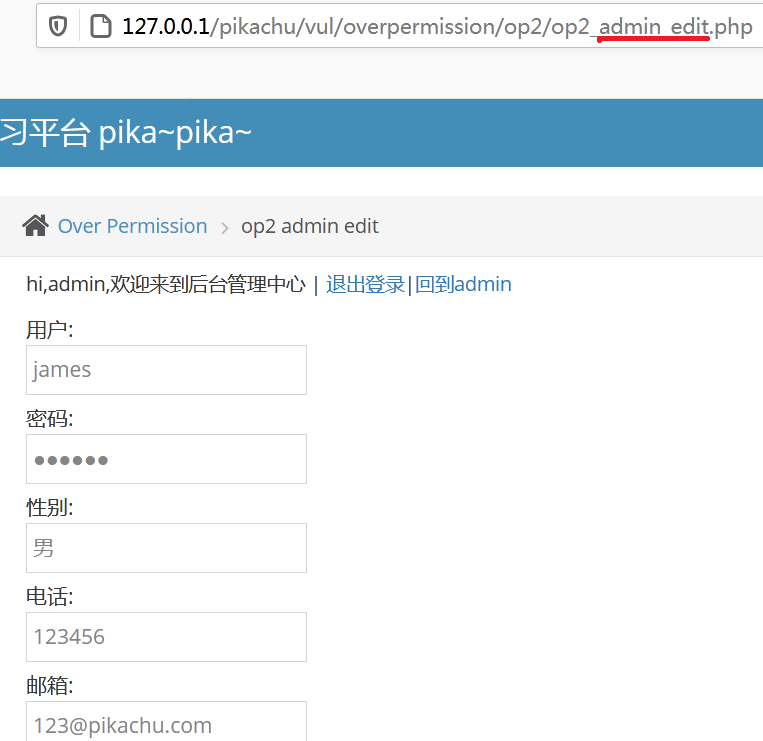 127.0.0.1/pikachu/vul/overpermission/op2/op2_admin_edit.php
习平台 pika~pika~
Over Permission > op2 admin edit
hi,admin,欢迎来到后台管理中心 | 退出登录|回到admin
用户:
james
密码:
●●●●●●
性别:
男
电话:
123456
邮箱:
123@pikachu.com